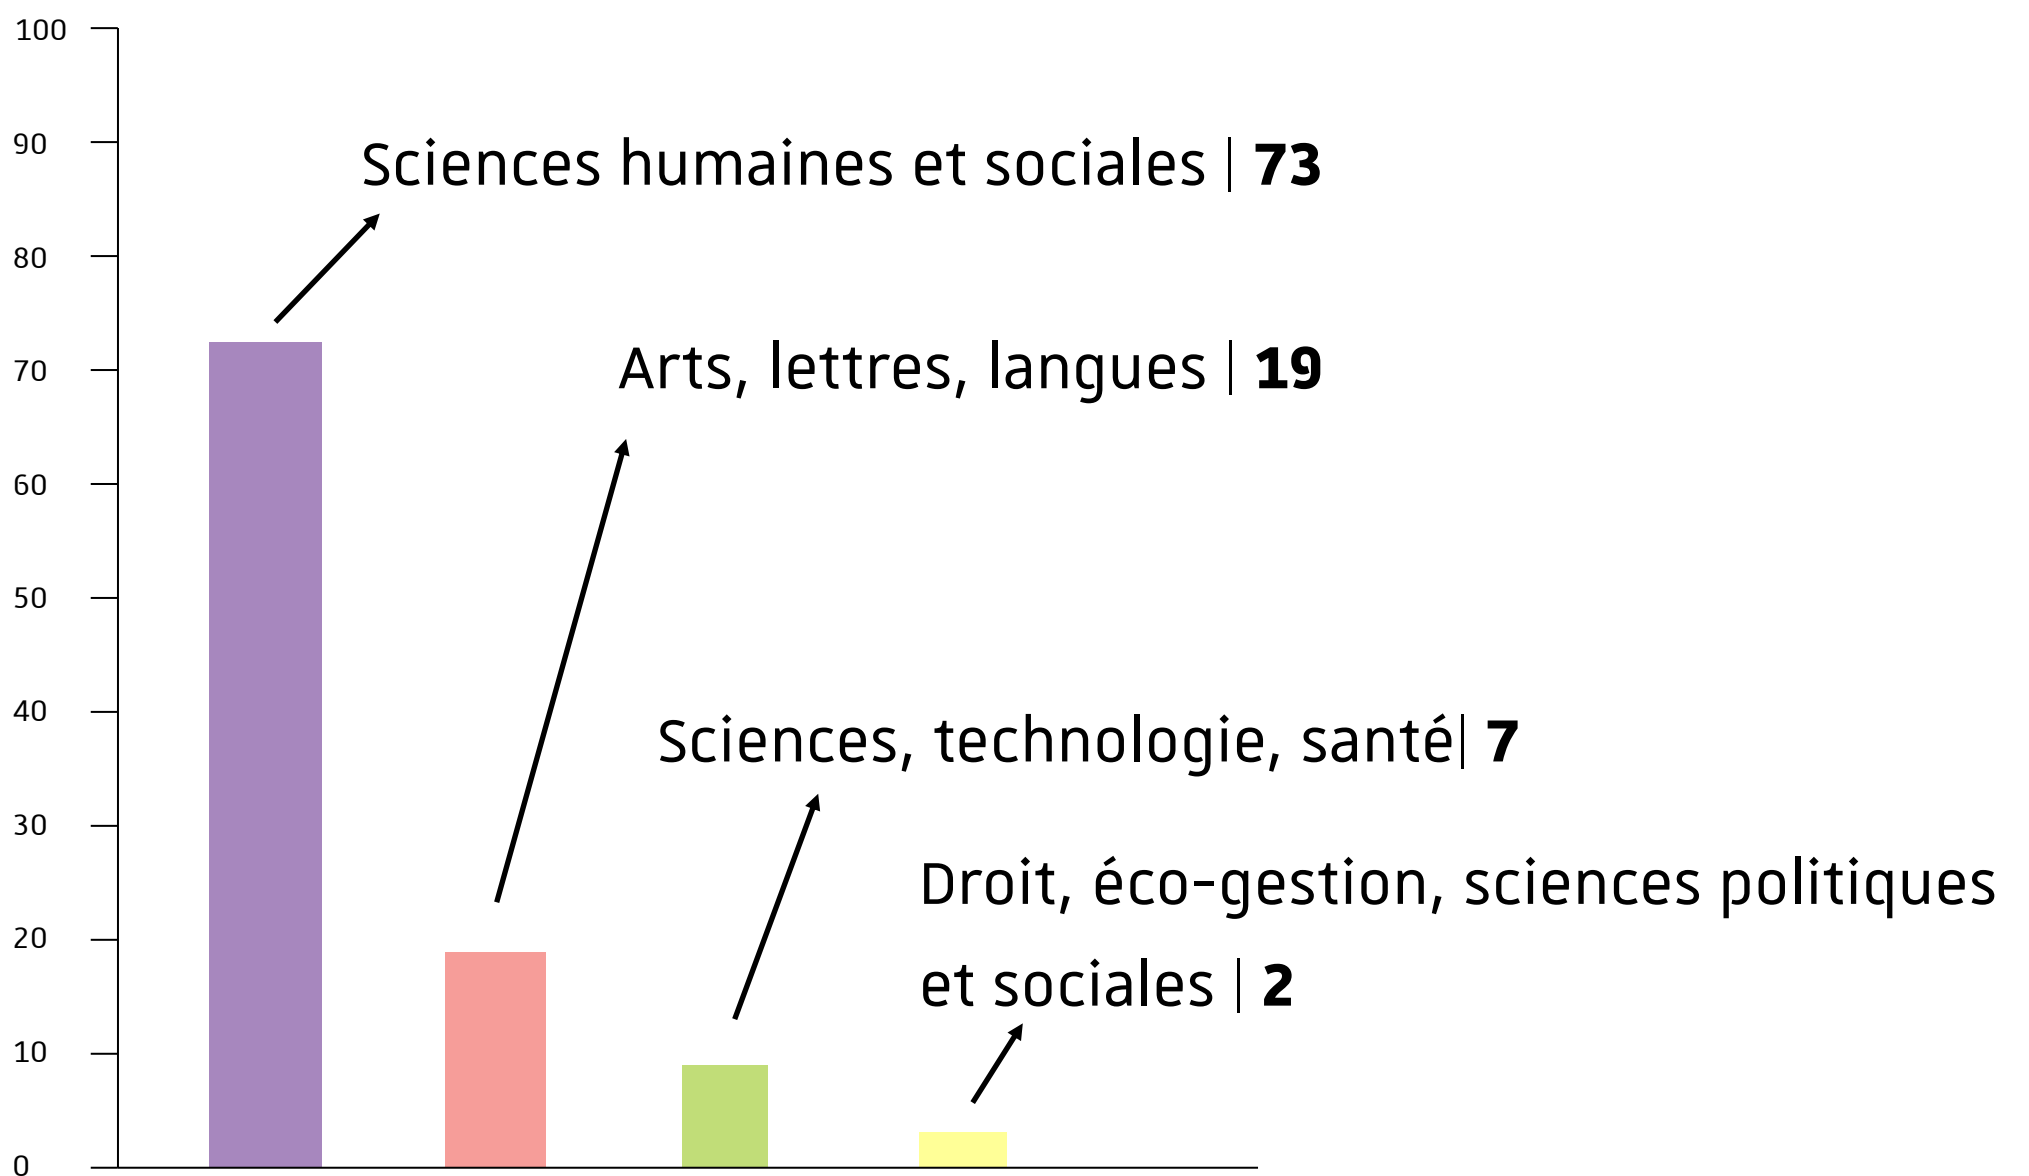 100
90
Sciences humaines et sociales | 73
80
70
Arts, lettres, langues | 19
60
50
40
Sciences, technologie, santé| 7
30
Droit, éco-gestion, sciences politiques
20
et sociales | 2
10
0